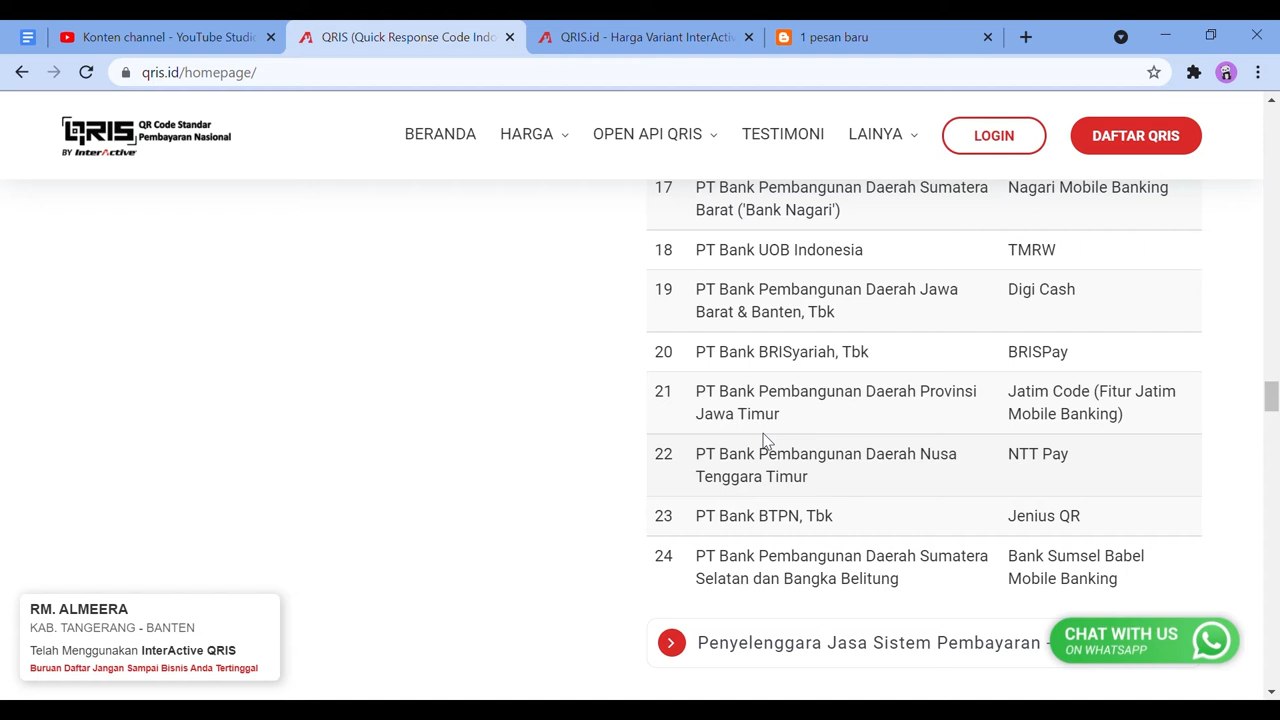 Konten channel - YouTube Studi
QRIS (Quick Response Code Indo
QRIS.id - Harga Variant InterActiv
1 pesan baru
qris.id/homepage/
QRIS
QR Code Standar
Pembayaran Nasional
BY InterActive
BERANDA
HARGA
OPEN API QRIS
TESTIMONI
LAINYA
LOGIN
DAFTAR QRIS
17 PT Bank Pembangunan Daerah Sumatera Nagari Mobile Banking
Barat ('Bank Nagari')
18 PT Bank UOB Indonesia TMRW
19 PT Bank Pembangunan Daerah Jawa Digi Cash
Barat & Banten, Tbk
20 PT Bank BRISyariah, Tbk BRISPay
21 PT Bank Pembangunan Daerah Provinsi Jatim Code (Fitur Jatim
Jawa Timur Mobile Banking)
22 PT Bank Pembangunan Daerah Nusa NTT Pay
Tenggara Timur
23 PT Bank BTPN, Tbk Jenius QR
24 PT Bank Pembangunan Daerah Sumatera Bank Sumsel Babel
Selatan dan Bangka Belitung Mobile Banking
Penyelenggara Jasa Sistem Pembayaran -
CHAT WITH US
ON WHATSAPP
RM. ALMEERA
KAB. TANGERANG - BANTEN
Telah Menggunakan InterActive QRIS
Buruan Daftar Jangan Sampai Bisnis Anda Tertinggal